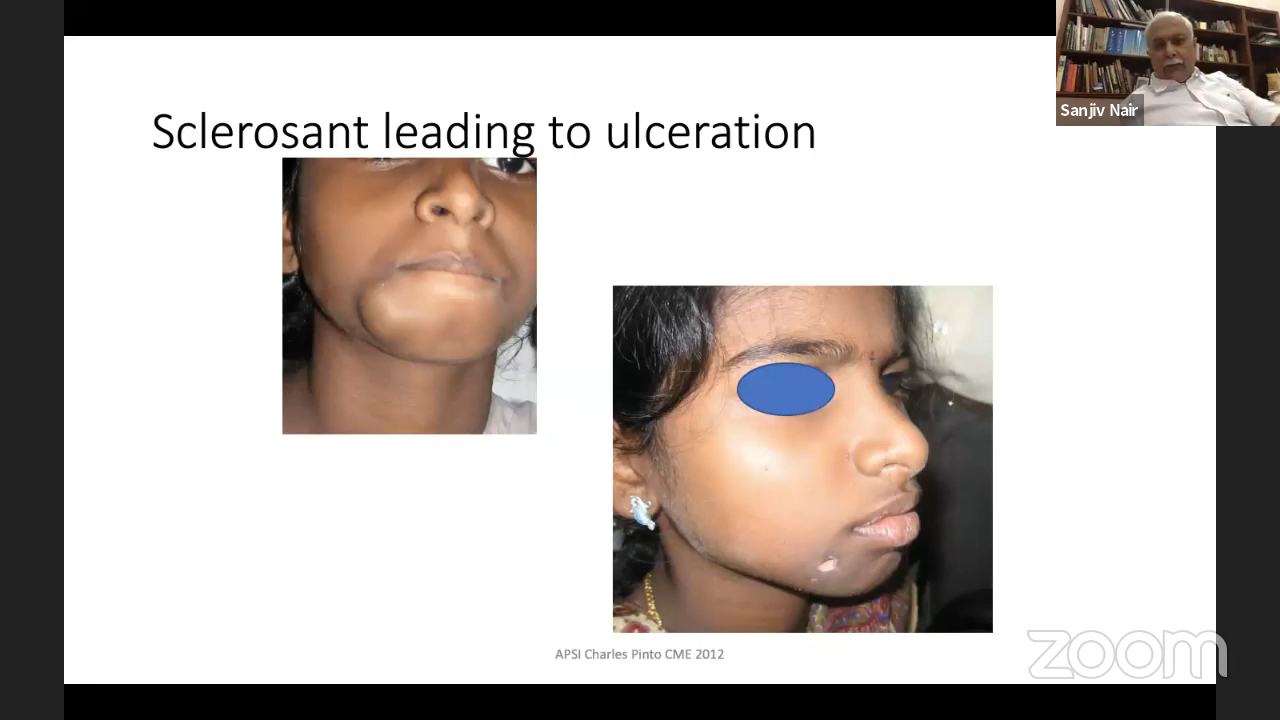 Sclerosant leading to ulceration
Sanjiv Nair
APSI Charles Pinto CME 2012
zoom